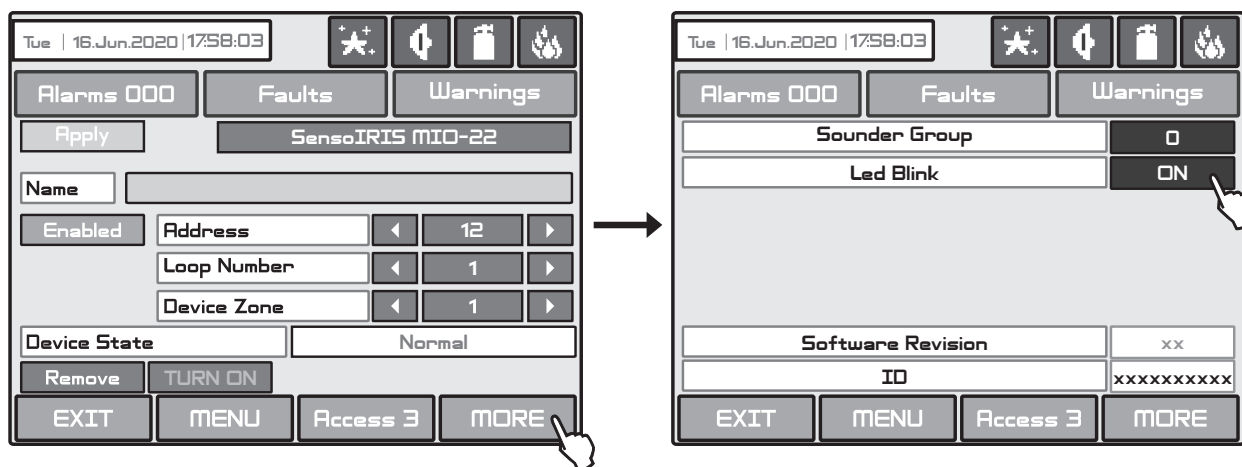 Tue | 16.Jun.2020 | 17:58:03
Alarms 000 Faults Warnings
Apply SensoIRIS MIO-22
Name
Enabled Address 12
Loop Number 1
Device Zone 1
Device State Normal
Remove TURN ON
EXIT MENU Access 3 MORE
Tue | 16.Jun.2020 | 17:58:03
Alarms 000 Faults Warnings
Sounder Group 0
Led Blink ON
Software Revision xx
ID xxxxxxxxxx
EXIT MENU Access 3 MORE